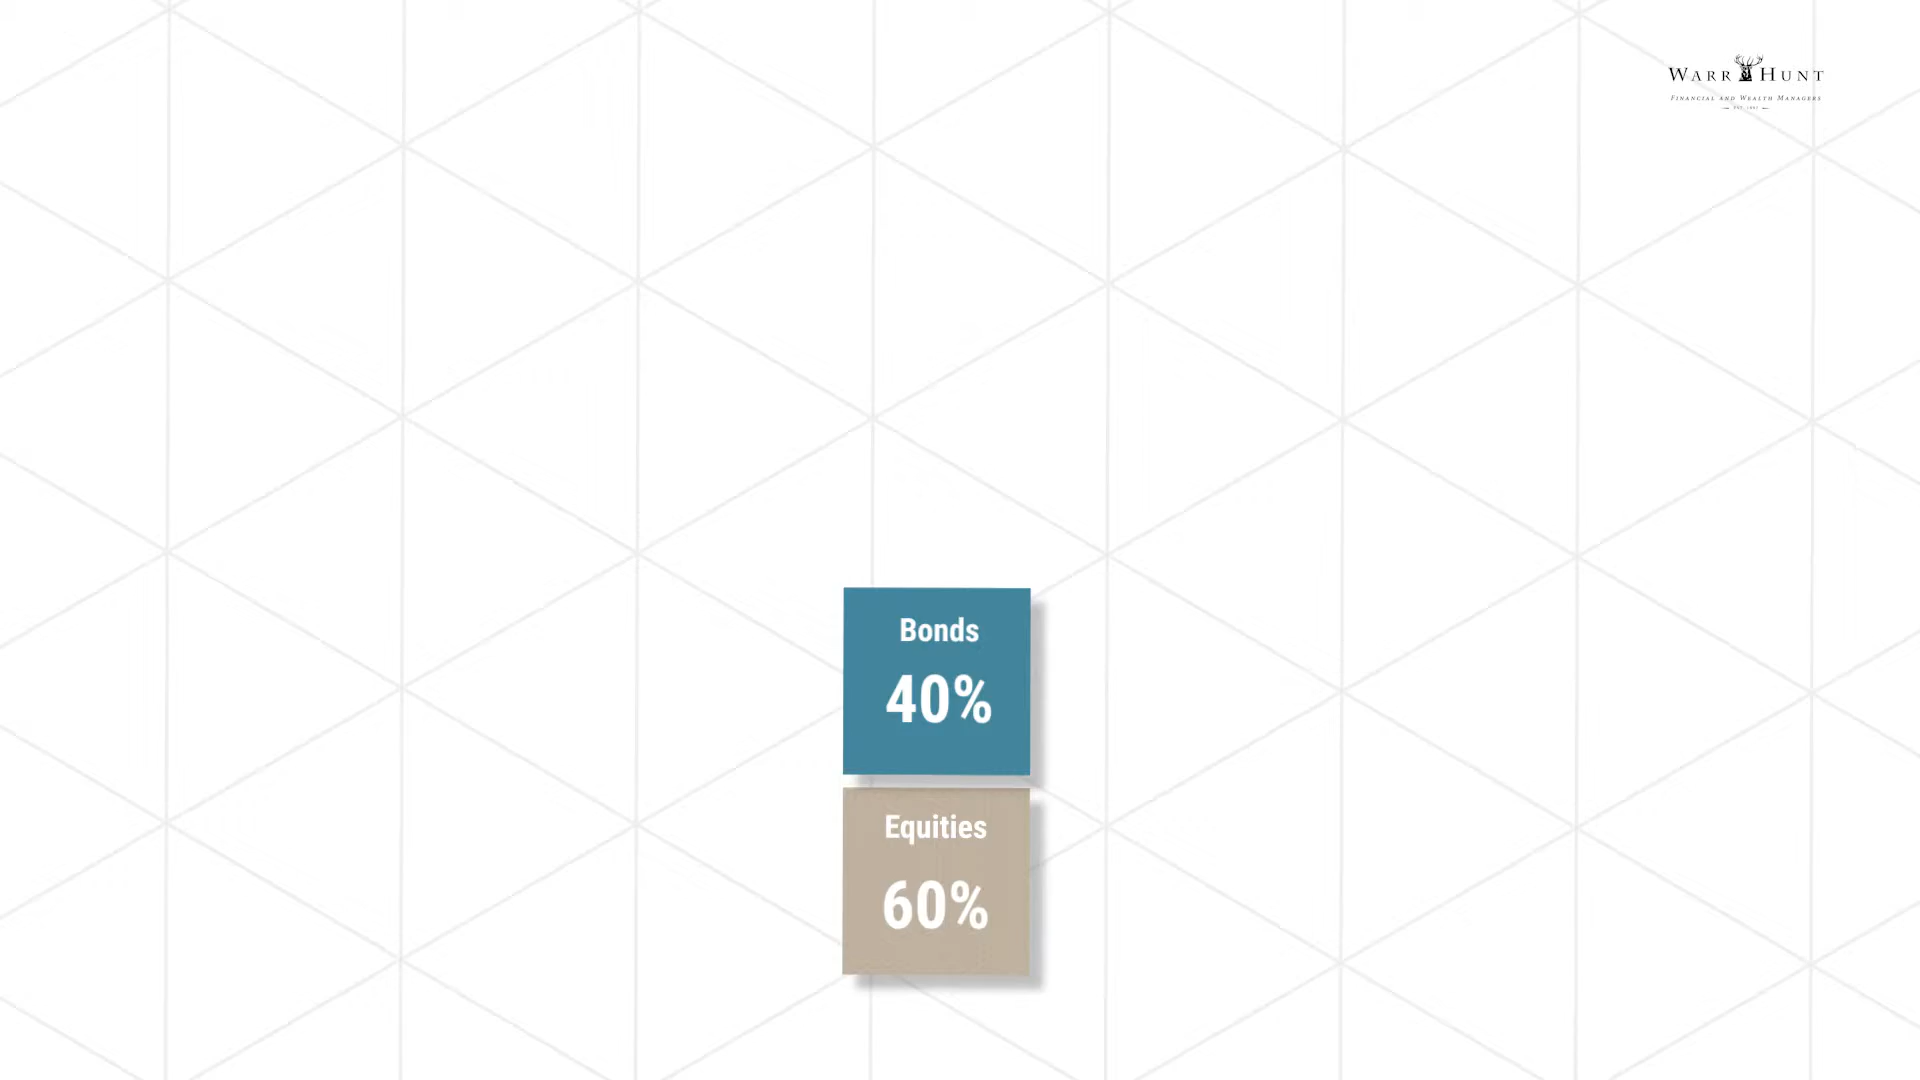 WARR HUNT
FINANCIAL AND WEALTH MANAGERS
Bonds
40%
Equities
60%